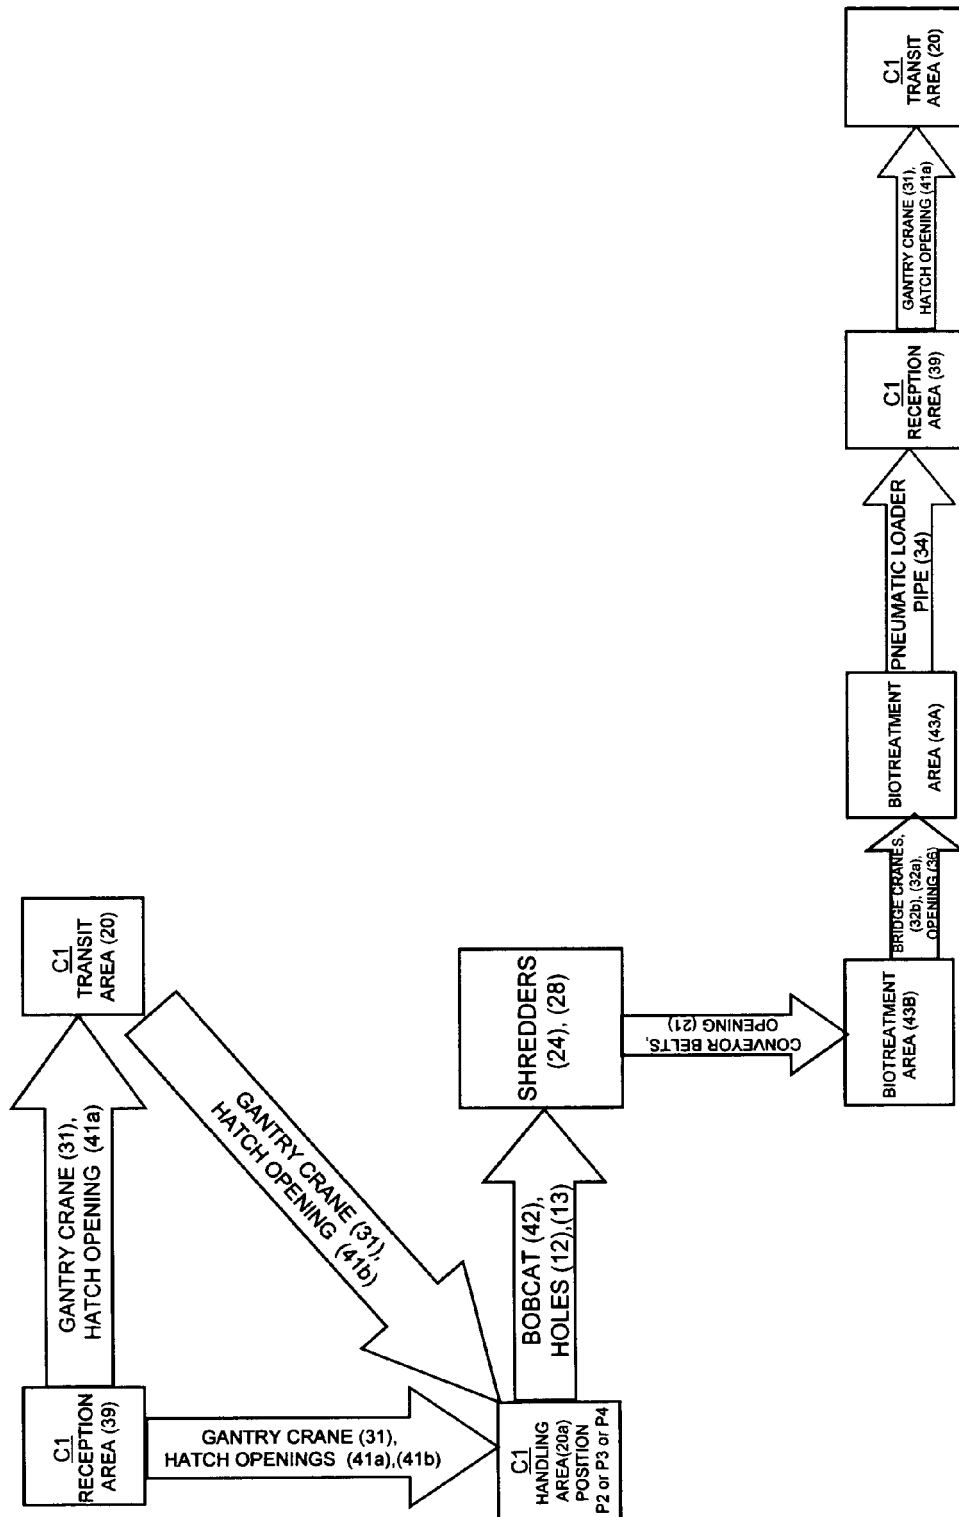 C1
RECEPTION
AREA (39)
GANTRY CRANE (31),
HATCH OPENING (41a)
C1
TRANSIT
AREA (20)
GANTRY CRANE (31),
HATCH OPENING (41b)
GANTRY CRANE (31),
HATCH OPENINGS (41a),(41b)
C1
HANDLING
AREA(20a)
POSITION
P2 or P3 or P4
BOBCAT (42),
HOLES (12),(13)
SHREDDERS
(24), (28)
CONVEYOR BELTS,
OPENING (21)
BIOTREATMENT
AREA (43B)
BRIDGE CRANES,
(32b), (32a),
OPENING (36)
BIOTREATMENT
AREA (43A)
PNEUMATIC LOADER
PIPE (34)
C1
RECEPTION
AREA (39)
GANTRY CRANE (31),
HATCH OPENING (41a)
C1
TRANSIT
AREA (20)